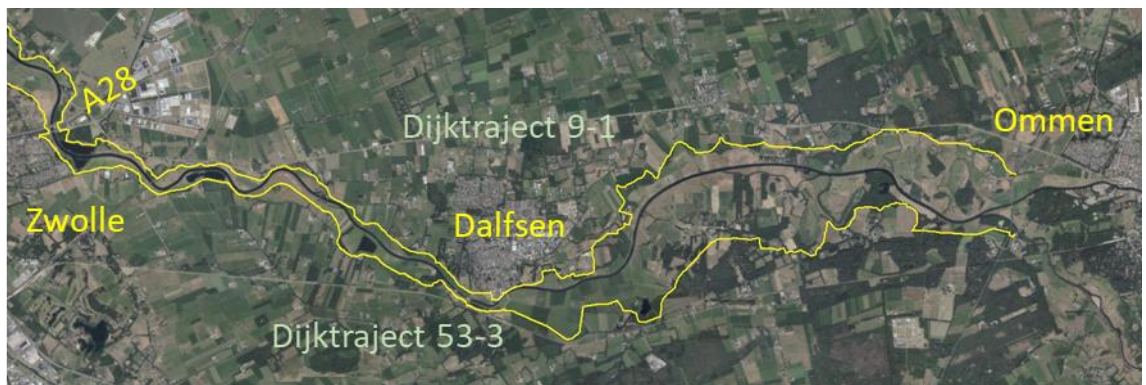 A28
Dijktraject 9-1
Ommen
Zwolle
Dalfsen
Dijktraject 53-3